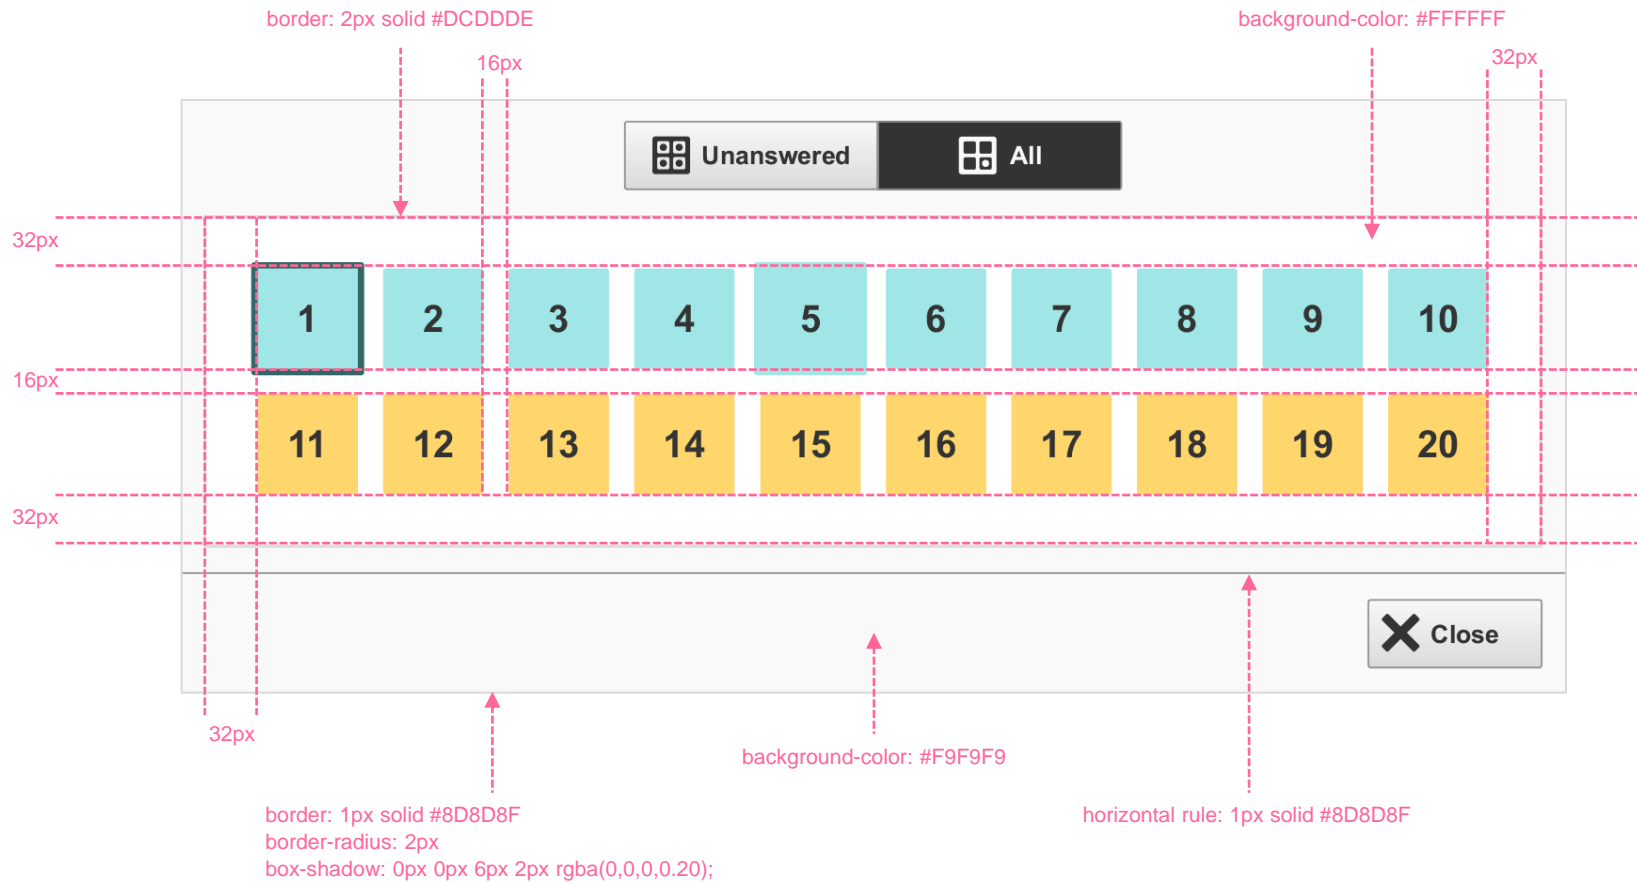 border: 2px solid #DCDDDE
background-color: #FFFFFF
16px
32px
Unanswered
All
32px
1 2 3 4 5 6 7 8 9 10
16px
11 12 13 14 15 16 17 18 19 20
32px
Close
32px
background-color: #F9F9F9
border: 1px solid #8D8D8F
border-radius: 2px
box-shadow: 0px 0px 6px 2px rgba(0,0,0,0.20);
horizontal rule: 1px solid #8D8D8F